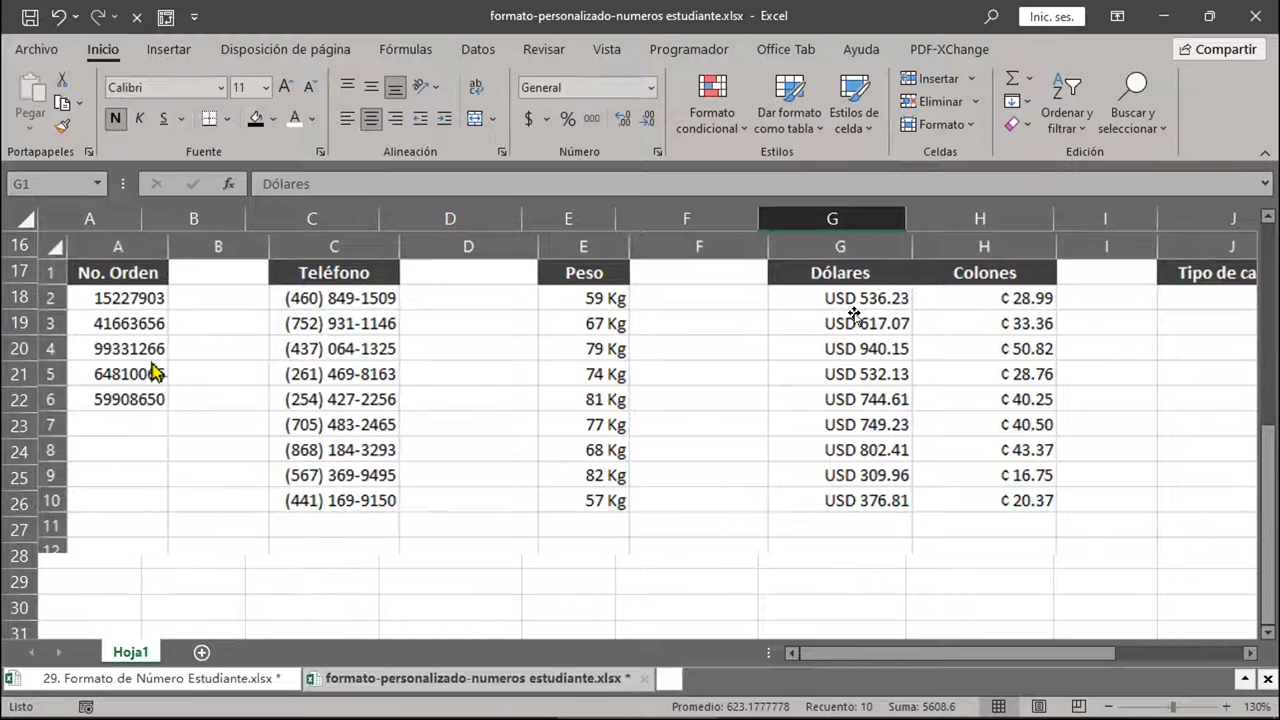 formato-personalizado-numeros estudiante.xlsx - Excel
Inic. ses.
Archivo Inicio Insertar Disposición de página Fórmulas Datos Revisar Vista Programador Office Tab Ayuda PDF-XChange Compartir
Pegar
Calibri 11
N K S
General
$ % 000
Formato condicional
Dar formato como tabla
Estilos de celda
Insertar
Eliminar
Formato
Ordenar y filtrar
Buscar y seleccionar
Portapapeles Fuente Alineación Número Estilos Celdas Edición
G1 fx Dólares
A B C D E F G H I J
16 A B C D E F G H I J
17 1 No. Orden Teléfono Peso Dólares Colones Tipo de ca
18 2 15227903 (460) 849-1509 59 Kg USD 536.23 ₵ 28.99
19 3 41663656 (752) 931-1146 67 Kg USD 617.07 ₵ 33.36
20 4 99331266 (437) 064-1325 79 Kg USD 940.15 ₵ 50.82
21 5 (261) 469-8163 74 Kg USD 532.13 ₵ 28.76
22 6 59908650 (254) 427-2256 81 Kg USD 744.61 ₵ 40.25
23 7 (705) 483-2465 77 Kg USD 749.23 ₵ 40.50
24 8 (868) 184-3293 68 Kg USD 802.41 ₵ 43.37
25 9 (567) 369-9495 82 Kg USD 309.96 ₵ 16.75
26 10 (441) 169-9150 57 Kg USD 376.81 ₵ 20.37
27 11
28 12
29
30
31
Hoja1
29. Formato de Número Estudiante.xlsx * formato-personalizado-numeros estudiante.xlsx *
Listo Promedio: 623.1777778 Recuento: 10 Suma: 5608.6 130%